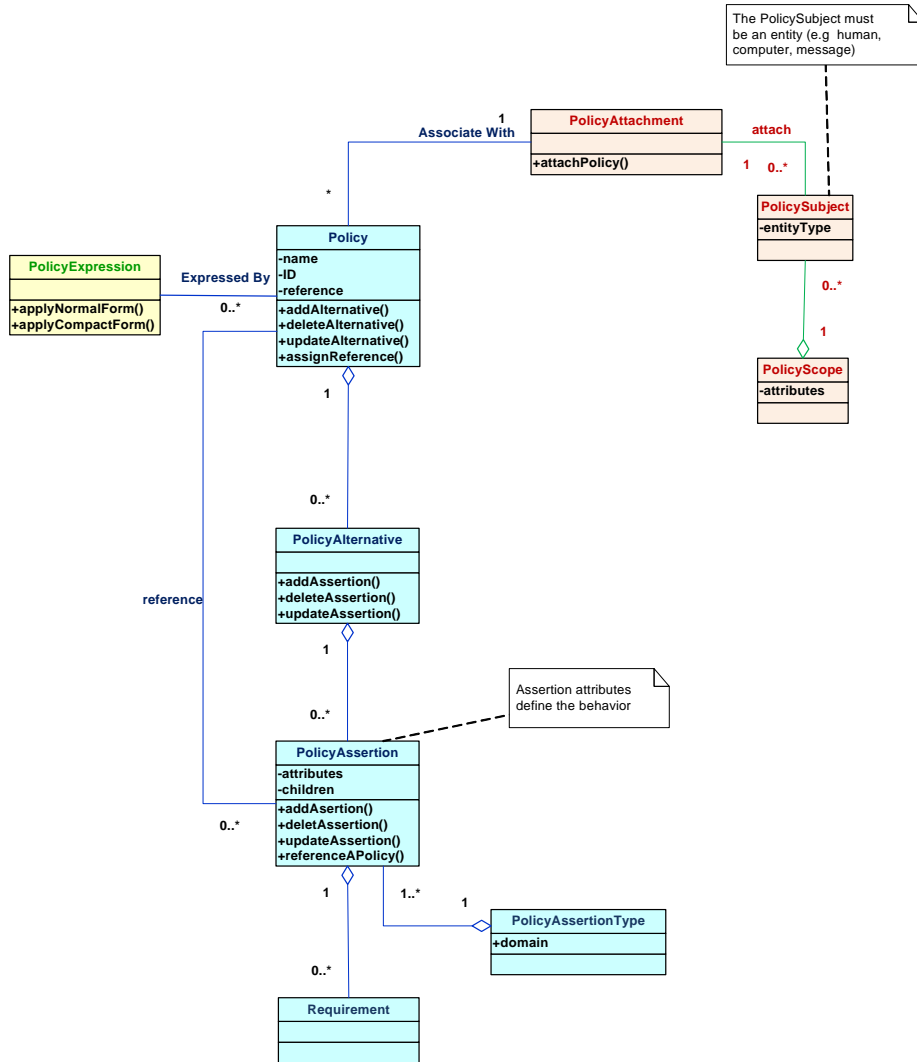 The PolicySubject must
be an entity (e.g  human,
computer, message)
1
Associate With
PolicyAttachment
+attachPolicy()
attach
1
0..*
*
PolicySubject
-entityType
Policy
-name
-ID
-reference
+addAlternative()
+deleteAlternative()
+updateAlternative()
+assignReference()
PolicyExpression
+applyNormalForm()
+applyCompactForm()
Expressed By
0..*
0..*
1
PolicyScope
-attributes
1
0..*
PolicyAlternative
+addAssertion()
+deleteAssertion()
+updateAssertion()
reference
1
0..*
Assertion attributes
define the behavior
PolicyAssertion
-attributes
-children
+addAsertion()
+deletAssertion()
+updateAssertion()
+referenceAPolicy()
0..*
1
1..*
1
PolicyAssertionType
+domain
0..*
Requirement